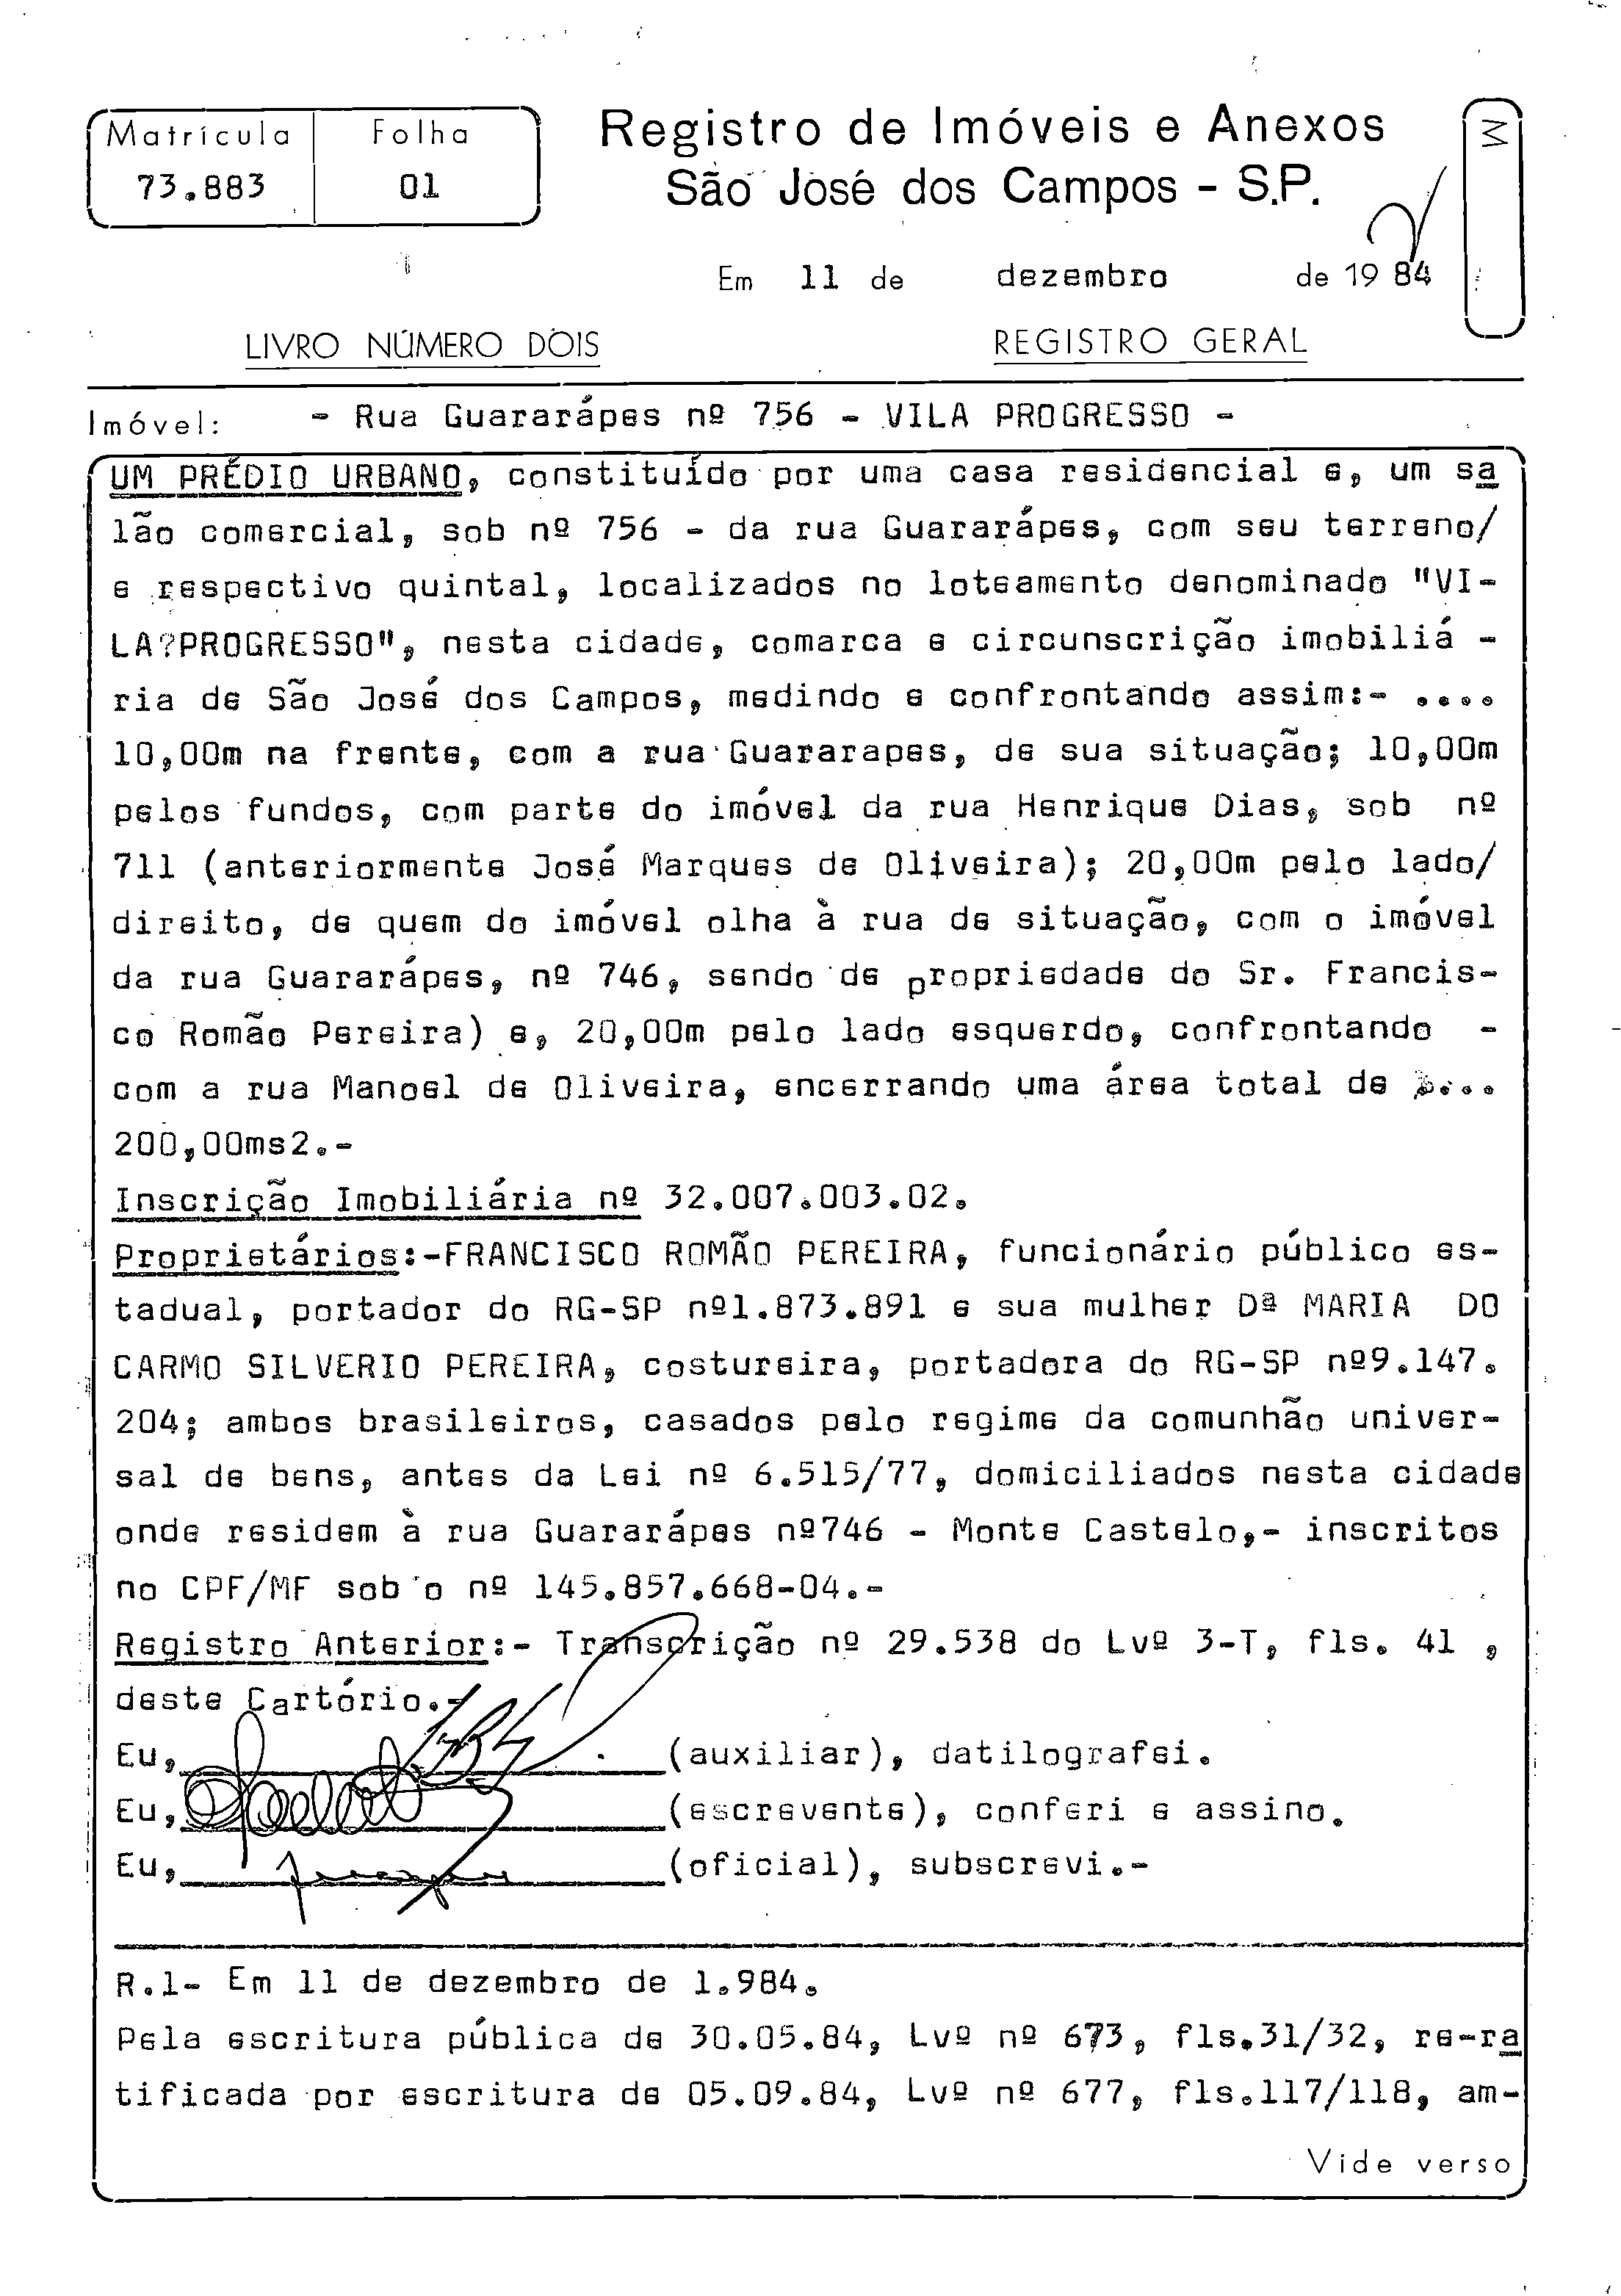 Matrícula Folha
73.883 01
Registro de Imóveis e Anexos
São José dos Campos - S.P.
M
Em 11 de dezembro de 19 84
LIVRO NÚMERO DOIS REGISTRO GERAL
Imóvel: - Rua Guararápes nº 756 - VILA PROGRESSO -
UM PRÉDIO URBANO, constituído por uma casa residencial e, um sa
lão comercial, sob nº 756 - da rua Guararápes, com seu terreno/
e respectivo quintal, localizados no loteamento denominado "VI-
LA?PROGRESSO", nesta cidade, comarca e circunscrição imobiliá -
ria de São José dos Campos, medindo e confrontando assim:- ....
10,00m na frente, com a rua Guararapes, de sua situação; 10,00m
pelos fundos, com parte do imóvel da rua Henrique Dias, sob nº
711 (anteriormente José Marques de Oliveira); 20,00m pelo lado/
direito, de quem do imóvel olha à rua de situação, com o imóvel
da rua Guararápes, nº 746, sendo de propriedade do Sr. Francis-
co Romão Pereira) e, 20,00m pelo lado esquerdo, confrontando -
com a rua Manoel de Oliveira, encerrando uma área total de ....
200,00ms2.-
Inscrição Imobiliária nº 32.007.003.02.
Proprietários:-FRANCISCO ROMÃO PEREIRA, funcionário público es-
tadual, portador do RG-SP nº1.873.891 e sua mulher Dª MARIA DO
CARMO SILVERIO PEREIRA, costureira, portadora do RG-SP nº9.147.
204; ambos brasileiros, casados pelo regime da comunhão univer-
sal de bens, antes da Lei nº 6.515/77, domiciliados nesta cidade
onde residem à rua Guararápes nº746 - Monte Castelo,- inscritos
no CPF/MF sob o nº 145.857.668-04.-
Registro Anterior:- Transcrição nº 29.538 do Lvº 3-T, fls. 41 ,
deste Cartório.-
Eu, (auxiliar), datilografei.
Eu, (escrevente), conferi e assino.
Eu, (oficial), subscrevi.-
R.1- Em 11 de dezembro de 1.984.
Pela escritura pública de 30.05.84, Lvº nº 673, fls.31/32, re-ra
tificada por escritura de 05.09.84, Lvº nº 677, fls.117/118, am-
Vide verso